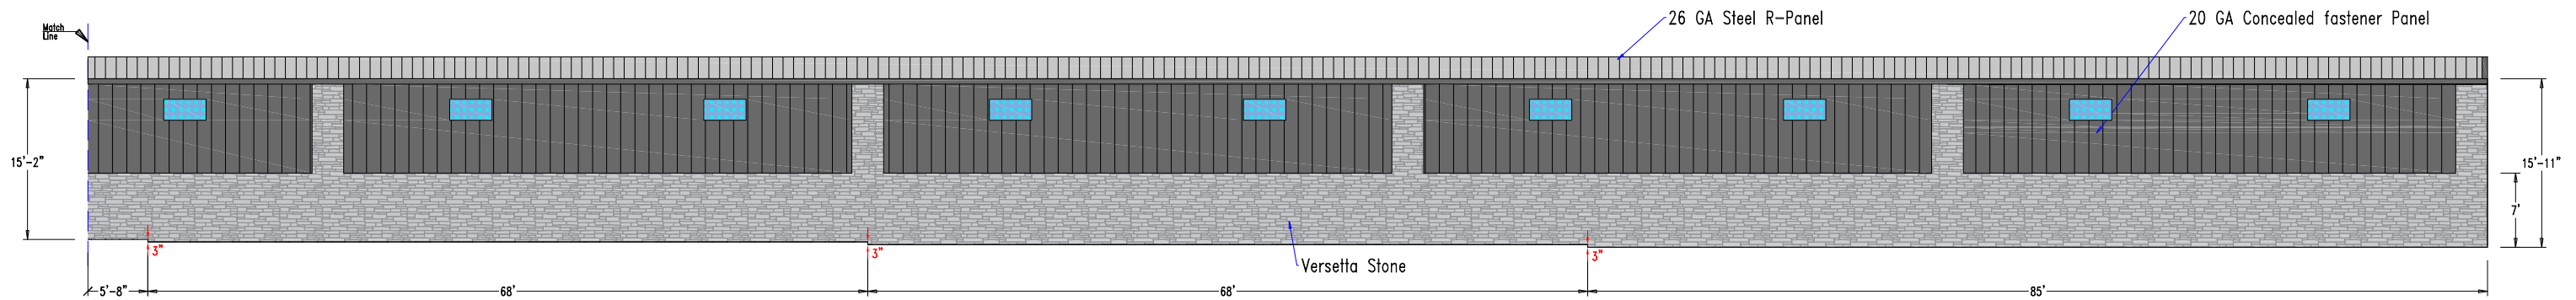 Match
Line
26 GA Steel R-Panel
20 GA Concealed fastener Panel
15'-2"
15'-11"
7'
3"
3"
3"
Versetta Stone
5'-8"
68'
68'
85'